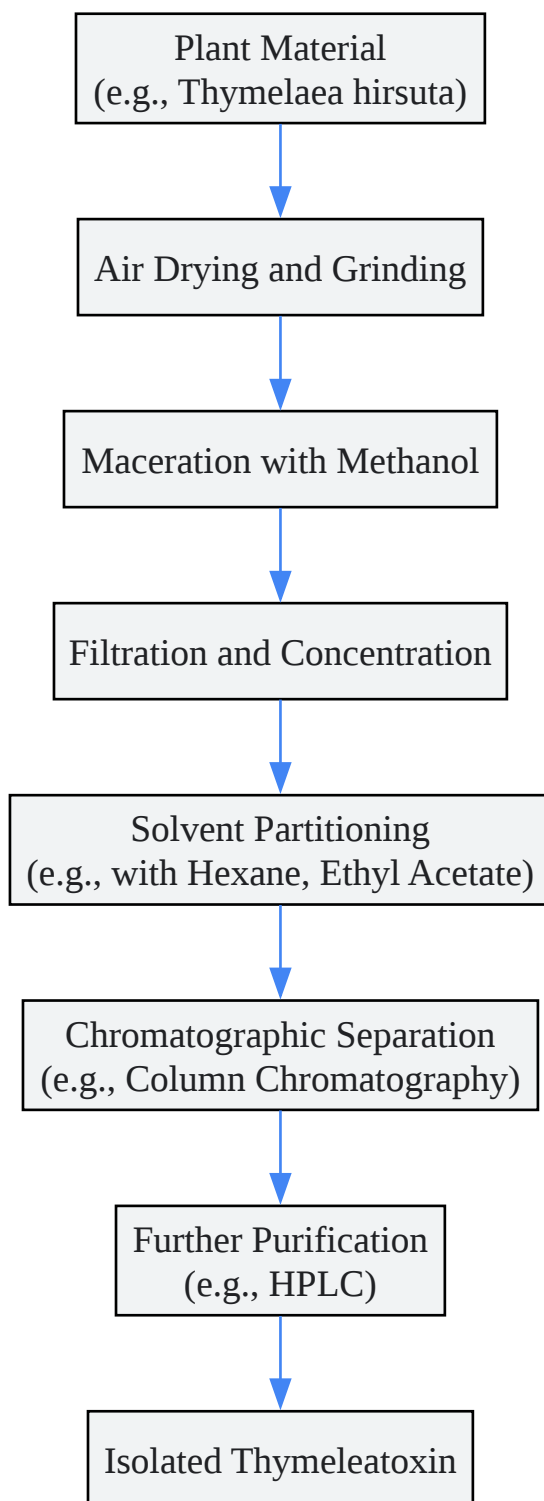 Plant Material
(e.g., Thymelaea hirsuta)
Air Drying and Grinding
Maceration with Methanol
Filtration and Concentration
Solvent Partitioning
(e.g., with Hexane, Ethyl Acetate)
Chromatographic Separation
(e.g., Column Chromatography)
Further Purification
(e.g., HPLC)
Isolated Thymeleatoxin